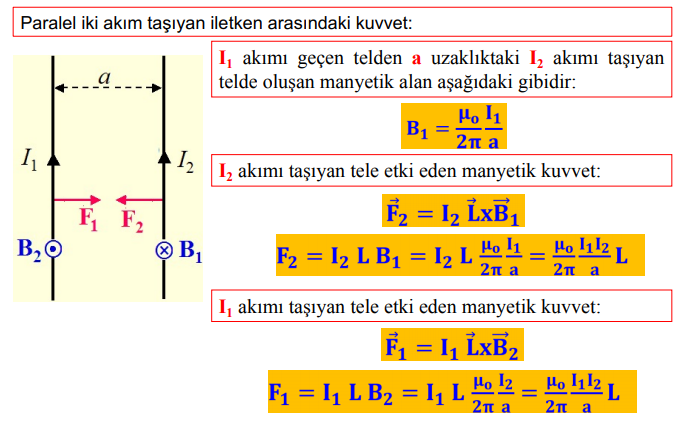 Paralel iki akım taşıyan iletken arasındaki kuvvet:
a
I₁
I₂
F₁
F₂
B₂
B₁
I₁ akımı geçen telden a uzaklıktaki I₂ akımı taşıyan
telde oluşan manyetik alan aşağıdaki gibidir:
B₁ = μₒ/2π I₁/a
I₂ akımı taşıyan tele etki eden manyetik kuvvet:
F⃗₂ = I₂ L⃗xB⃗₁
F₂ = I₂ L B₁ = I₂ L μₒ/2π I₁/a = μₒ/2π I₁I₂/a L
I₁ akımı taşıyan tele etki eden manyetik kuvvet:
F⃗₁ = I₁ L⃗xB⃗₂
F₁ = I₁ L B₂ = I₁ L μₒ/2π I₂/a = μₒ/2π I₁I₂/a L